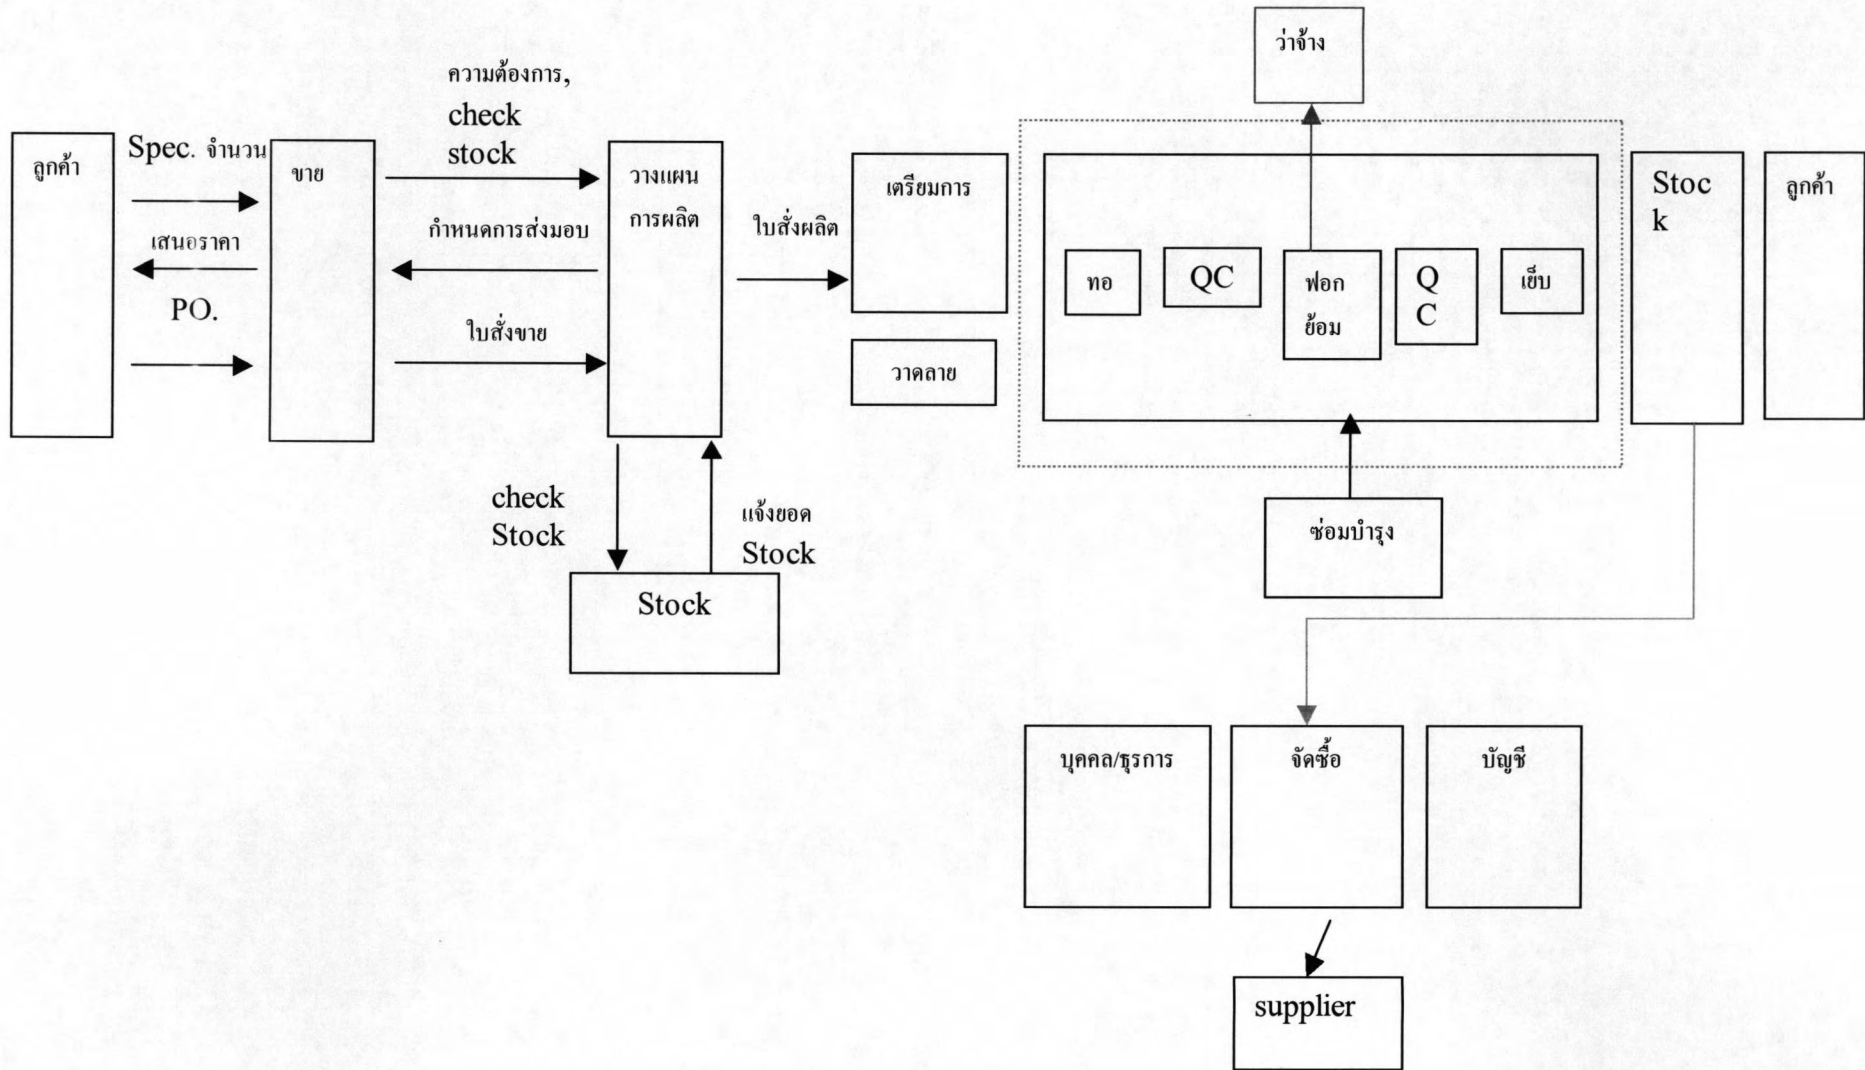 ว่าจ้าง
ความต้องการ,
check
stock
ลูกค้า
Spec. จำนวน
ขาย
วางแผน
การผลิต
เตรียมการ
Stoc
k
ลูกค้า
เสนอราคา
กำหนดการส่งมอบ
ใบสั่งผลิต
PO.
ใบสั่งขาย
ทอ
QC
ฟอก
ย้อม
Q
C
เย็บ
วาดลาย
check
Stock
แจ้งยอด
Stock
ซ่อมบำรุง
Stock
บุคคล/ธุรการ
จัดซื้อ
บัญชี
supplier